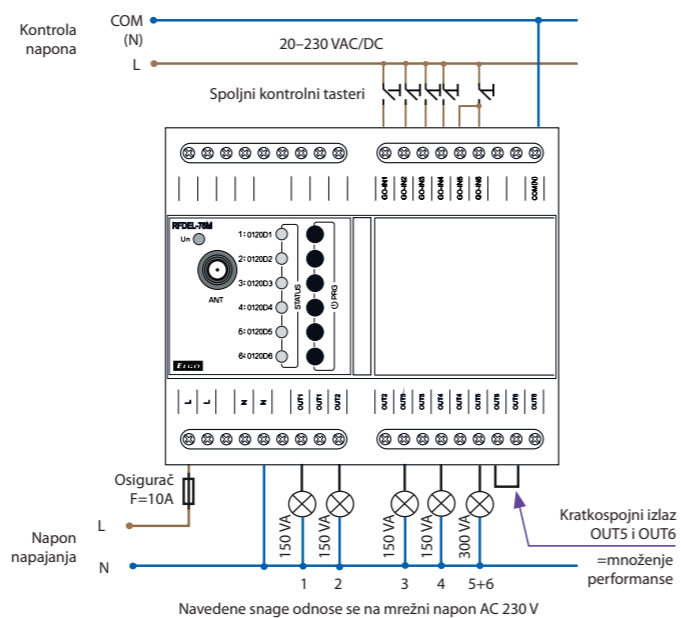 Kontrola
napona
COM
(N)
L
20–230 VAC/DC
Spoljni kontrolni tasteri
GO-IN1
GO-IN2
GO-IN3
GO-IN4
GO-IN5
GO-IN6
COM(N)
RFDEL-76M
Un
ANT
1: 0120D1
2: 0120D2
3: 0120D3
4: 0120D4
5: 0120D5
6: 0120D6
STATUS
PRG
ELKO
L
L
N
N
OUT1
OUT1
OUT2
OUT2
OUT3
OUT3
OUT4
OUT4
OUT5
OUT5
OUT6
OUT6
Osigurač
F=10A
L
Napon
napajanja
N
150 VA
150 VA
150 VA
150 VA
300 VA
1
2
3
4
5+6
Kratkospojni izlaz
OUT5 i OUT6
=množenje
performanse
Navedene snage odnose se na mrežni napon AC 230 V